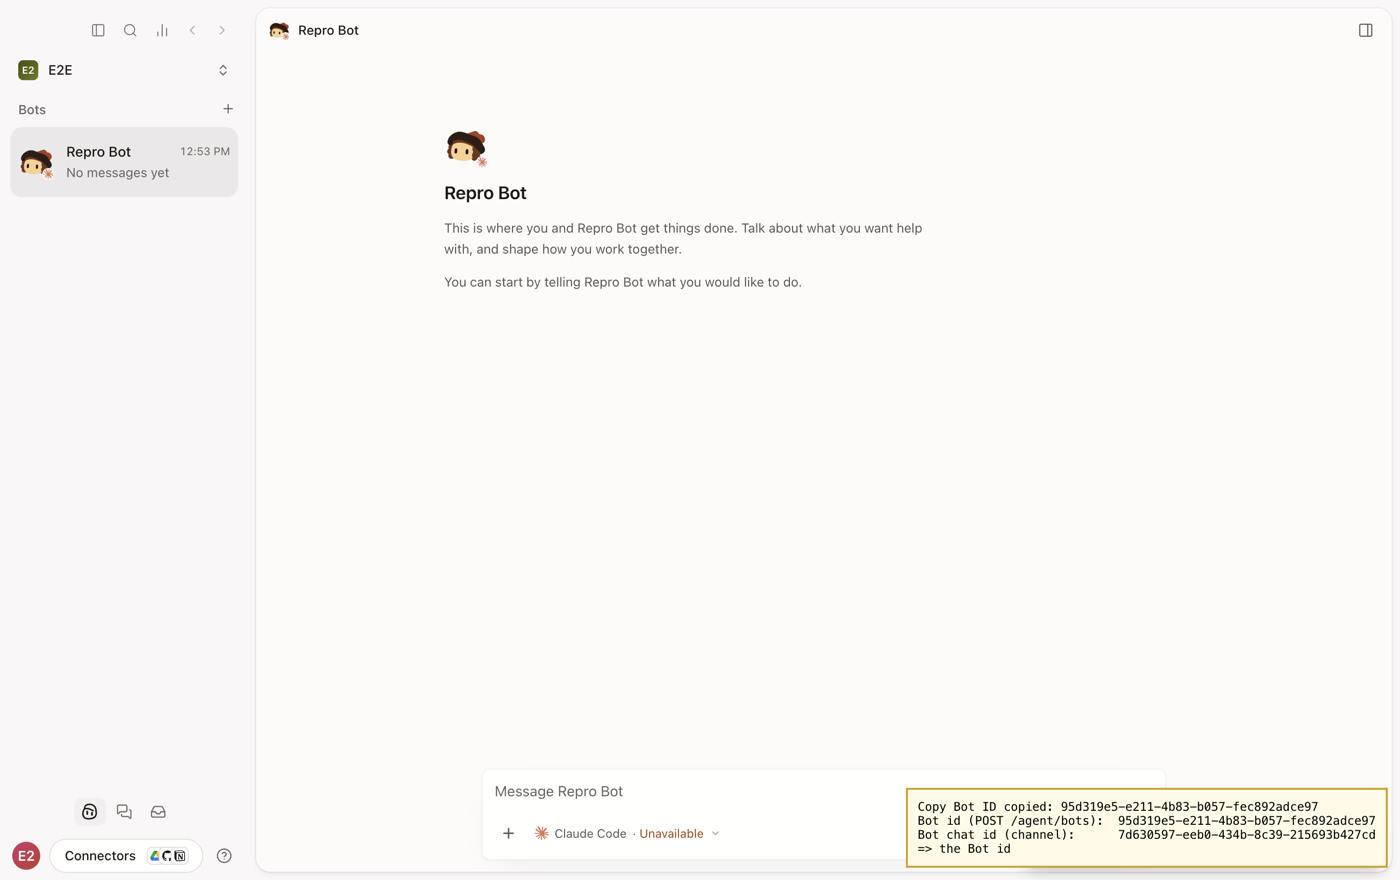 Repro Bot
E2 E2E
Bots
Repro Bot 12:53 PM
No messages yet
Repro Bot
This is where you and Repro Bot get things done. Talk about what you want help
with, and shape how you work together.
You can start by telling Repro Bot what you would like to do.
Message Repro Bot
Claude Code · Unavailable
Copy Bot ID copied: 95d319e5-e211-4b83-b057-fec892adce97
Bot id (POST /agent/bots): 95d319e5-e211-4b83-b057-fec892adce97
Bot chat id (channel): 7d630597-eeb0-434b-8c39-215693b427cd
=> the Bot id
E2 Connectors